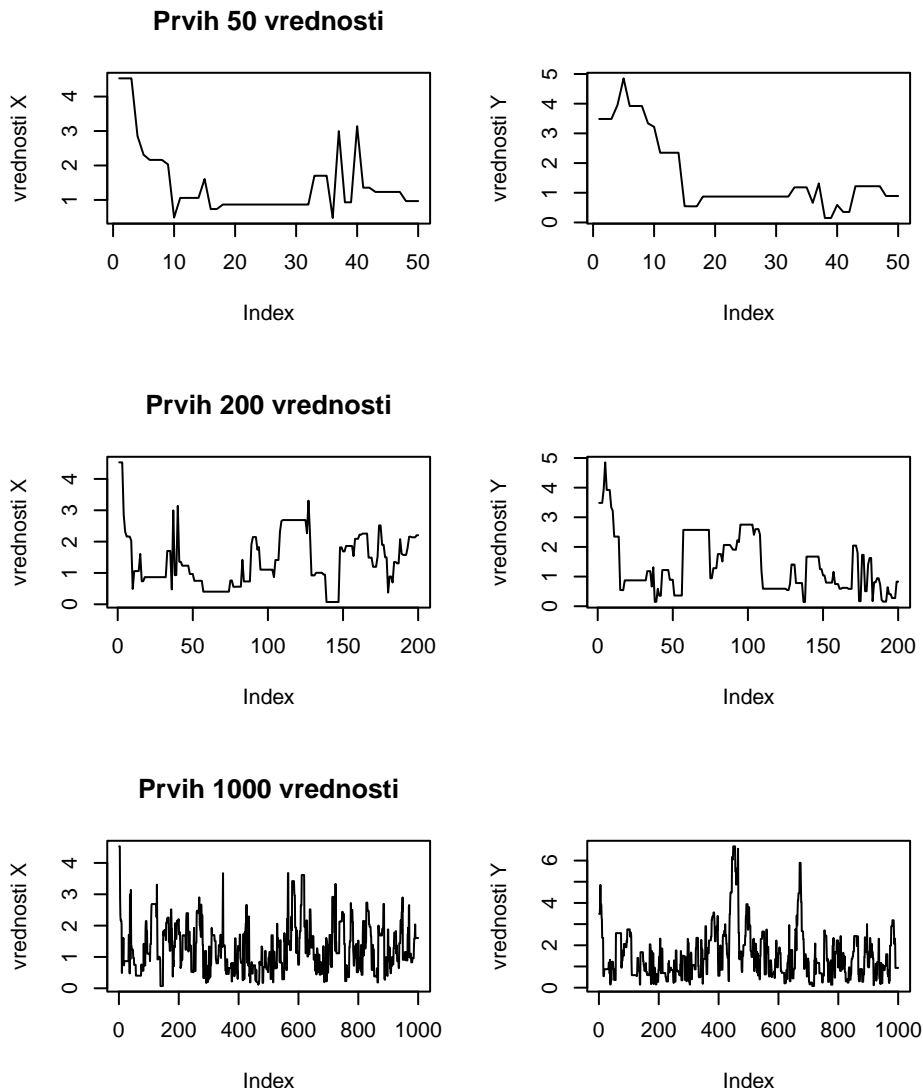 Prvih 50 vrednosti
vrednosti X
1 2 3 4
0 10 20 30 40 50
Index
vrednosti Y
0 1 2 3 4 5
0 10 20 30 40 50
Index
Prvih 200 vrednosti
vrednosti X
0 1 2 3 4
0 50 100 150 200
Index
vrednosti Y
0 1 2 3 4 5
0 50 100 150 200
Index
Prvih 1000 vrednosti
vrednosti X
0 1 2 3 4
0 200 400 600 800 1000
Index
vrednosti Y
0 2 4 6
0 200 400 600 800 1000
Index